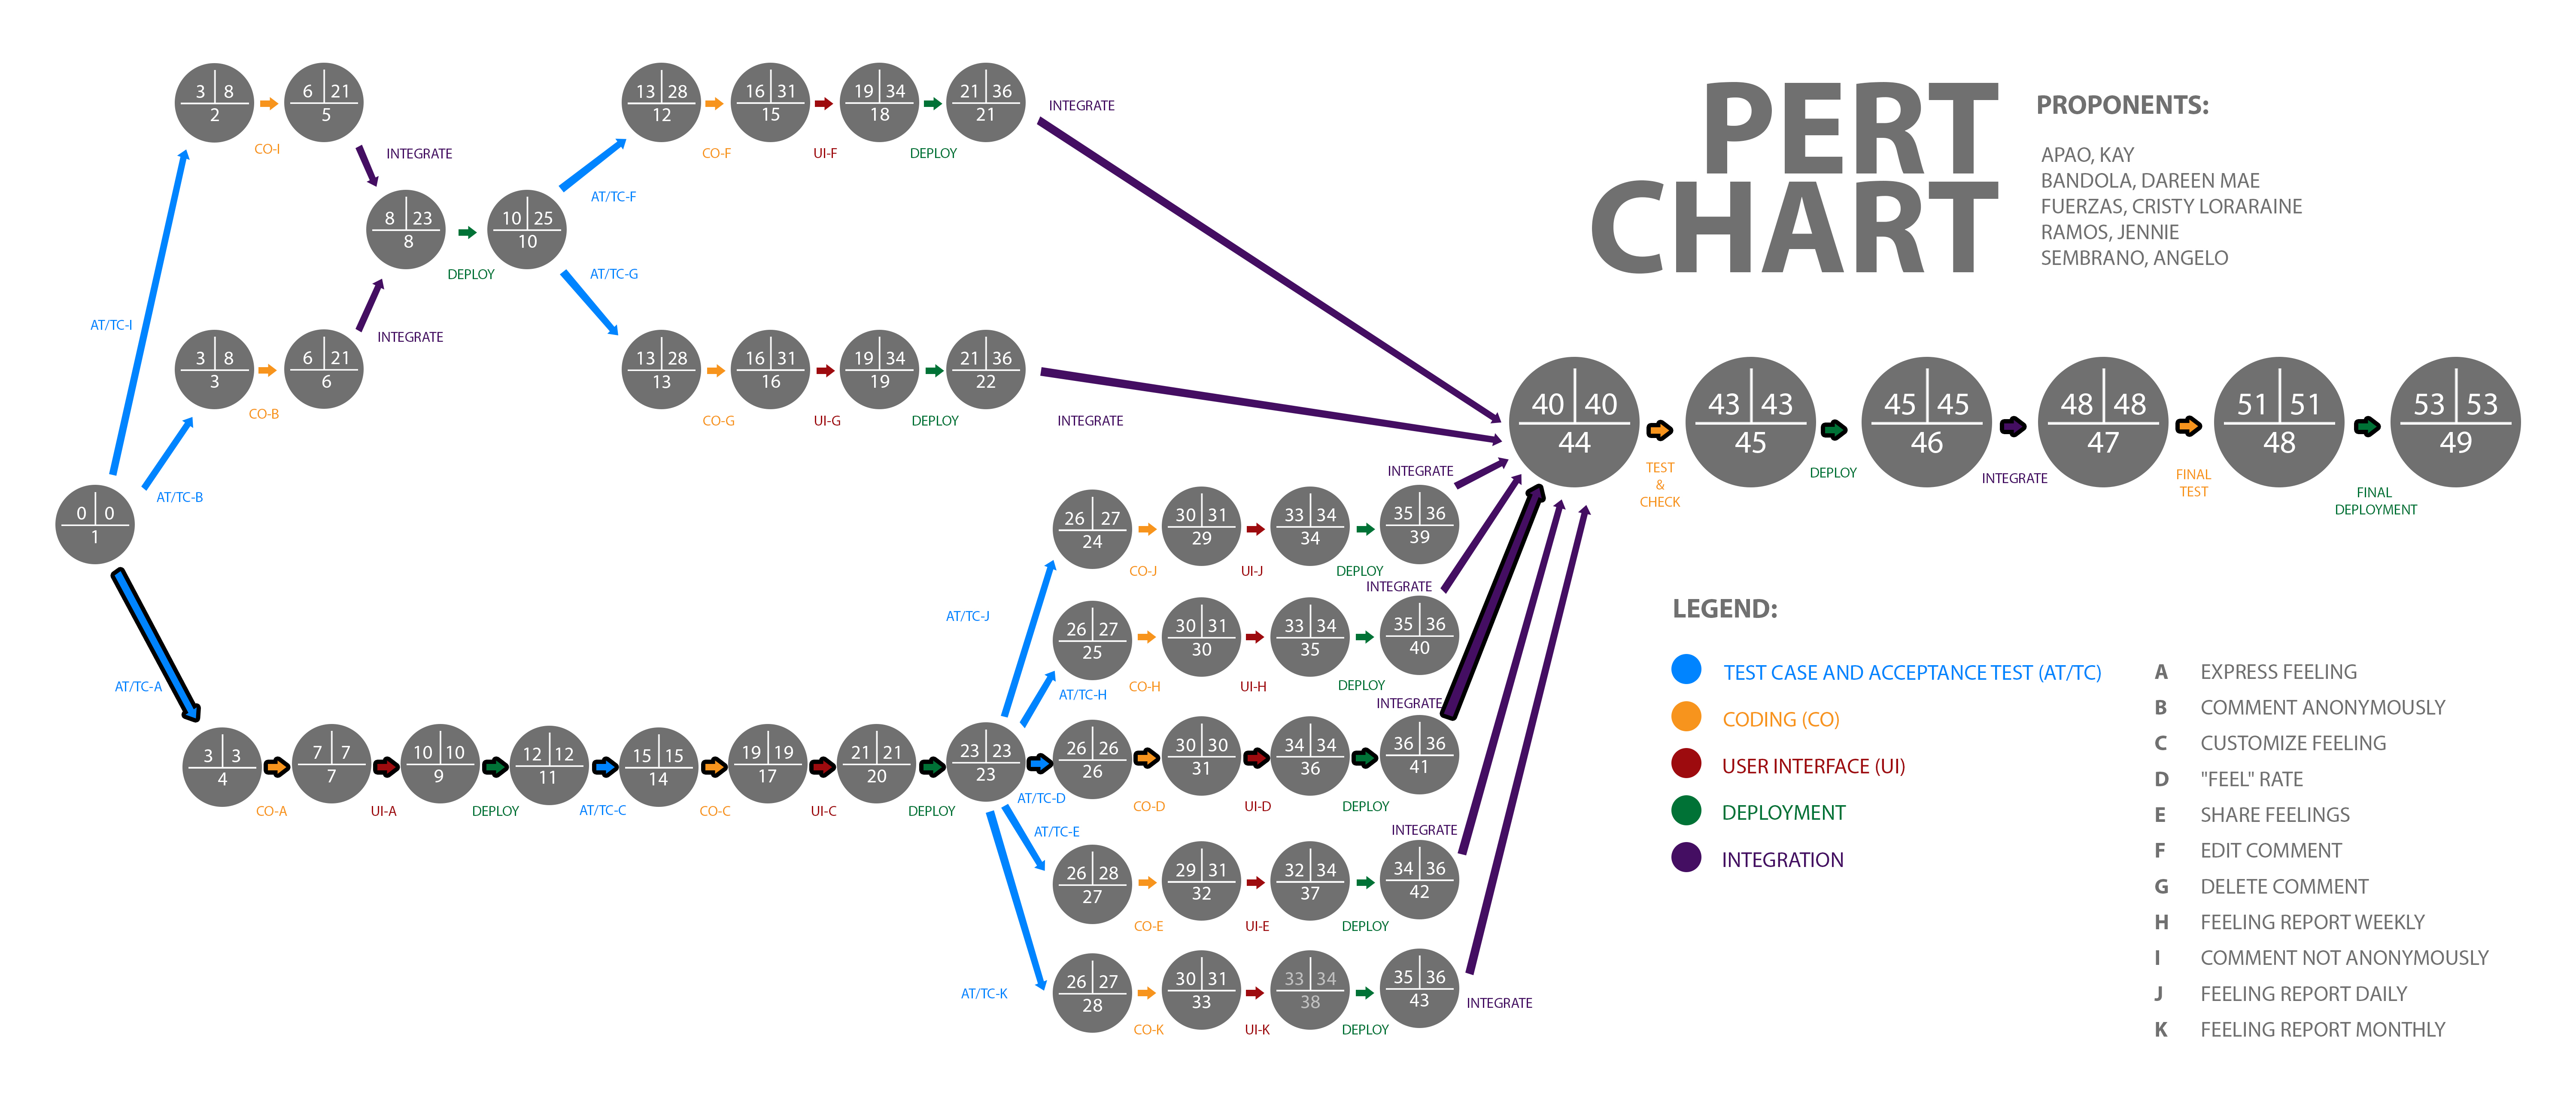 PERT
CHART
PROPONENTS:
APAO, KAY
BANDOLA, DAREEN MAE
FUERZAS, CRISTY LORARAINE
RAMOS, JENNIE
SEMBRANO, ANGELO
3 8
2
CO-I
6 21
5
INTEGRATE
13 28
12
CO-F
16 31
15
UI-F
19 34
18
DEPLOY
21 36
21
INTEGRATE
8 23
8
DEPLOY
10 25
10
AT/TC-F
AT/TC-G
AT/TC-I
3 8
3
CO-B
6 21
6
INTEGRATE
13 28
13
CO-G
16 31
16
UI-G
19 34
19
DEPLOY
21 36
22
INTEGRATE
AT/TC-B
0 0
1
AT/TC-A
40 40
44
TEST
&
CHECK
43 43
45
DEPLOY
45 45
46
INTEGRATE
48 48
47
FINAL
TEST
51 51
48
FINAL
DEPLOYMENT
53 53
49
AT/TC-J
26 27
24
CO-J
30 31
29
UI-J
33 34
34
DEPLOY
35 36
39
INTEGRATE
AT/TC-H
26 27
25
CO-H
30 31
30
UI-H
33 34
35
DEPLOY
35 36
40
INTEGRATE
3 3
4
CO-A
7 7
7
UI-A
10 10
9
DEPLOY
12 12
11
AT/TC-C
15 15
14
CO-C
19 19
17
UI-C
21 21
20
DEPLOY
23 23
23
AT/TC-D
26 26
26
CO-D
30 30
31
UI-D
34 34
36
DEPLOY
36 36
41
INTEGRATE
AT/TC-E
26 28
27
CO-E
29 31
32
UI-E
32 34
37
DEPLOY
34 36
42
INTEGRATE
AT/TC-K
26 27
28
CO-K
30 31
33
UI-K
33 34
38
DEPLOY
35 36
43
INTEGRATE
LEGEND:
TEST CASE AND ACCEPTANCE TEST (AT/TC)
CODING (CO)
USER INTERFACE (UI)
DEPLOYMENT
INTEGRATION
A EXPRESS FEELING
B COMMENT ANONYMOUSLY
C CUSTOMIZE FEELING
D "FEEL" RATE
E SHARE FEELINGS
F EDIT COMMENT
G DELETE COMMENT
H FEELING REPORT WEEKLY
I COMMENT NOT ANONYMOUSLY
J FEELING REPORT DAILY
K FEELING REPORT MONTHLY